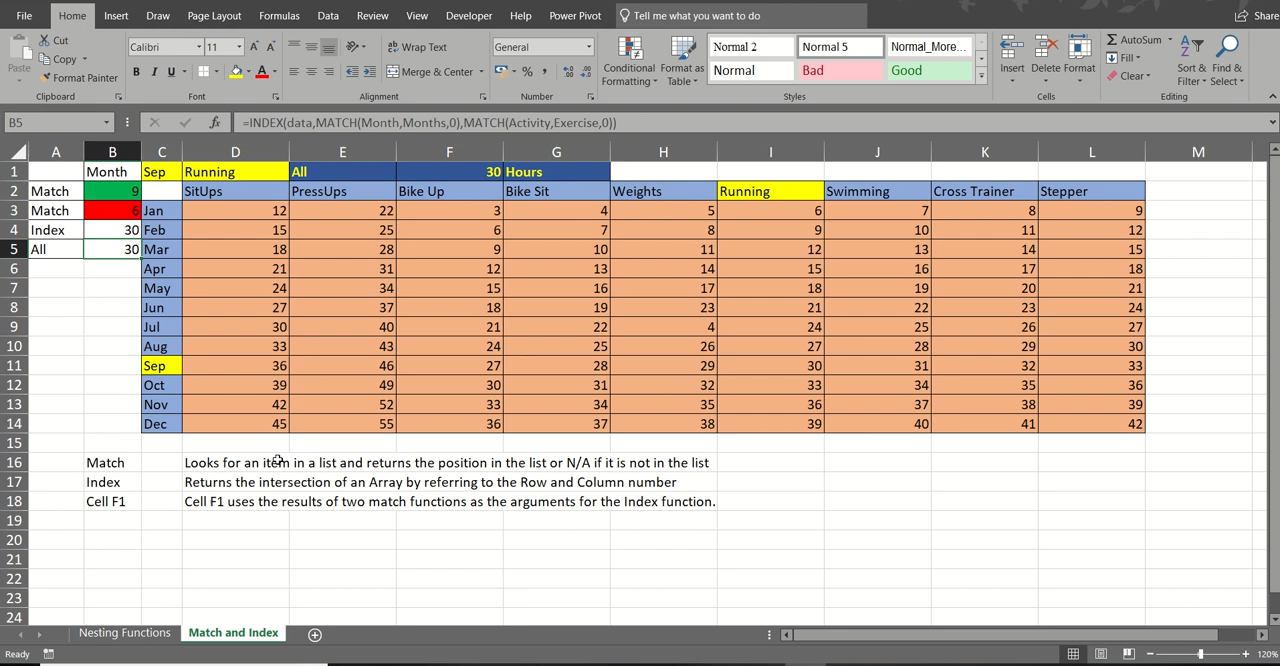 File Home Insert Draw Page Layout Formulas Data Review View Developer Help Power Pivot Tell me what you want to do Share
Paste Cut Copy Format Painter Clipboard
Calibri 11 A A B I U A Font
Wrap Text Merge & Center Alignment
General % , Number
Conditional Formatting Format as Table
Normal 2 Normal 5 Normal_More...
Normal Bad Good
Styles
Insert Delete Format Cells
AutoSum Fill Clear Sort & Filter Find & Select Editing
B5 fx =INDEX(data,MATCH(Month,Months,0),MATCH(Activity,Exercise,0))
A B C D E F G H I J K L M
1 Month Sep Running All 30 Hours
2 Match 9 SitUps PressUps Bike Up Bike Sit Weights Running Swimming Cross Trainer Stepper
3 Match 6 Jan 12 22 3 4 5 6 7 8 9
4 Index 30 Feb 15 25 6 7 8 9 10 11 12
5 All 30 Mar 18 28 9 10 11 12 13 14 15
6 Apr 21 31 12 13 14 15 16 17 18
7 May 24 34 15 16 17 18 19 20 21
8 Jun 27 37 18 19 23 21 22 23 24
9 Jul 30 40 21 22 4 24 25 26 27
10 Aug 33 43 24 25 26 27 28 29 30
11 Sep 36 46 27 28 29 30 31 32 33
12 Oct 39 49 30 31 32 33 34 35 36
13 Nov 42 52 33 34 35 36 37 38 39
14 Dec 45 55 36 37 38 39 40 41 42
15
16 Match Looks for an item in a list and returns the position in the list or N/A if it is not in the list
17 Index Returns the intersection of an Array by referring to the Row and Column number
18 Cell F1 Cell F1 uses the results of two match functions as the arguments for the Index function.
19
20
21
22
23
24
Nesting Functions Match and Index
Ready 120%